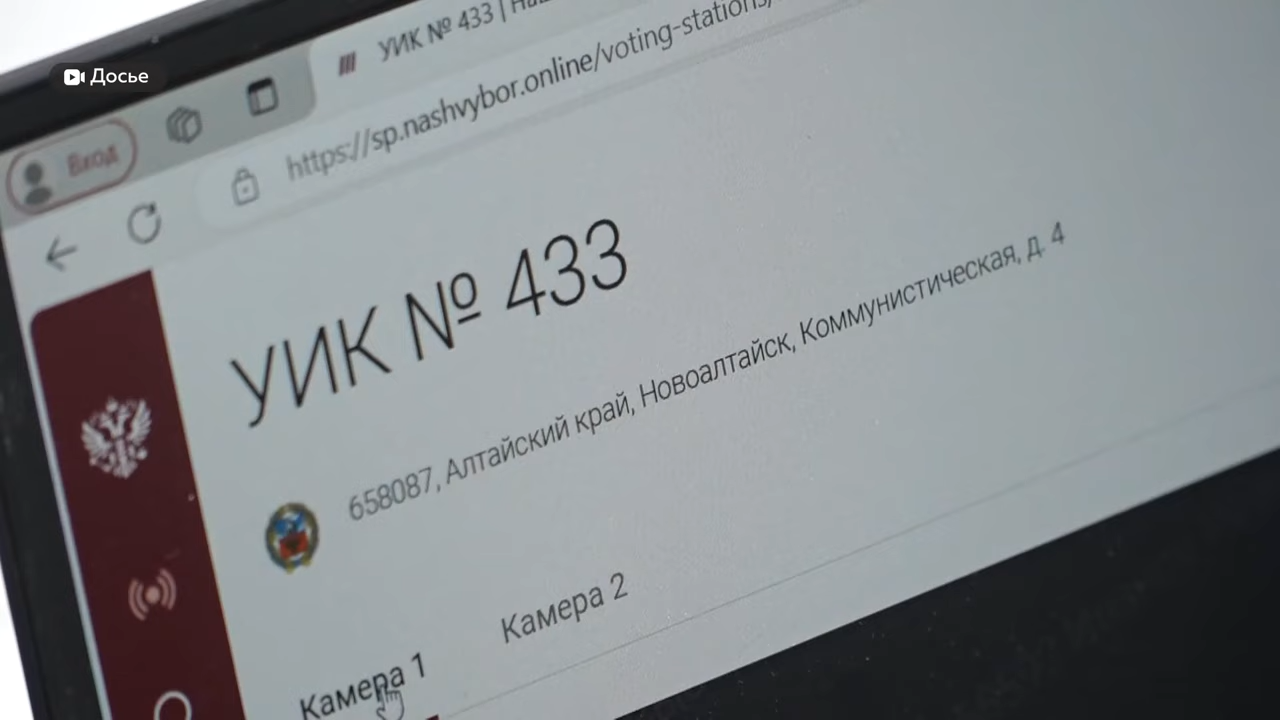 Досье
УИК № 433 |
https://sp.nashvybor.online/voting-stations/
Вход
УИК № 433
658087, Алтайский край, Новоалтайск, Коммунистическая, д. 4
Камера 1
Камера 2